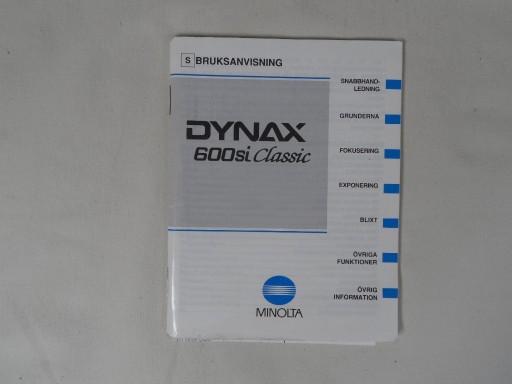 S BRUKSANVISNING
SNABBHAND-
LEDNING
GRUNDERNA
DYNAX
600si Classic
FOKUSERING
EXPONERING
BLIXT
ÖVRIGA
FUNKTIONER
ÖVRIG
INFORMATION
MINOLTA